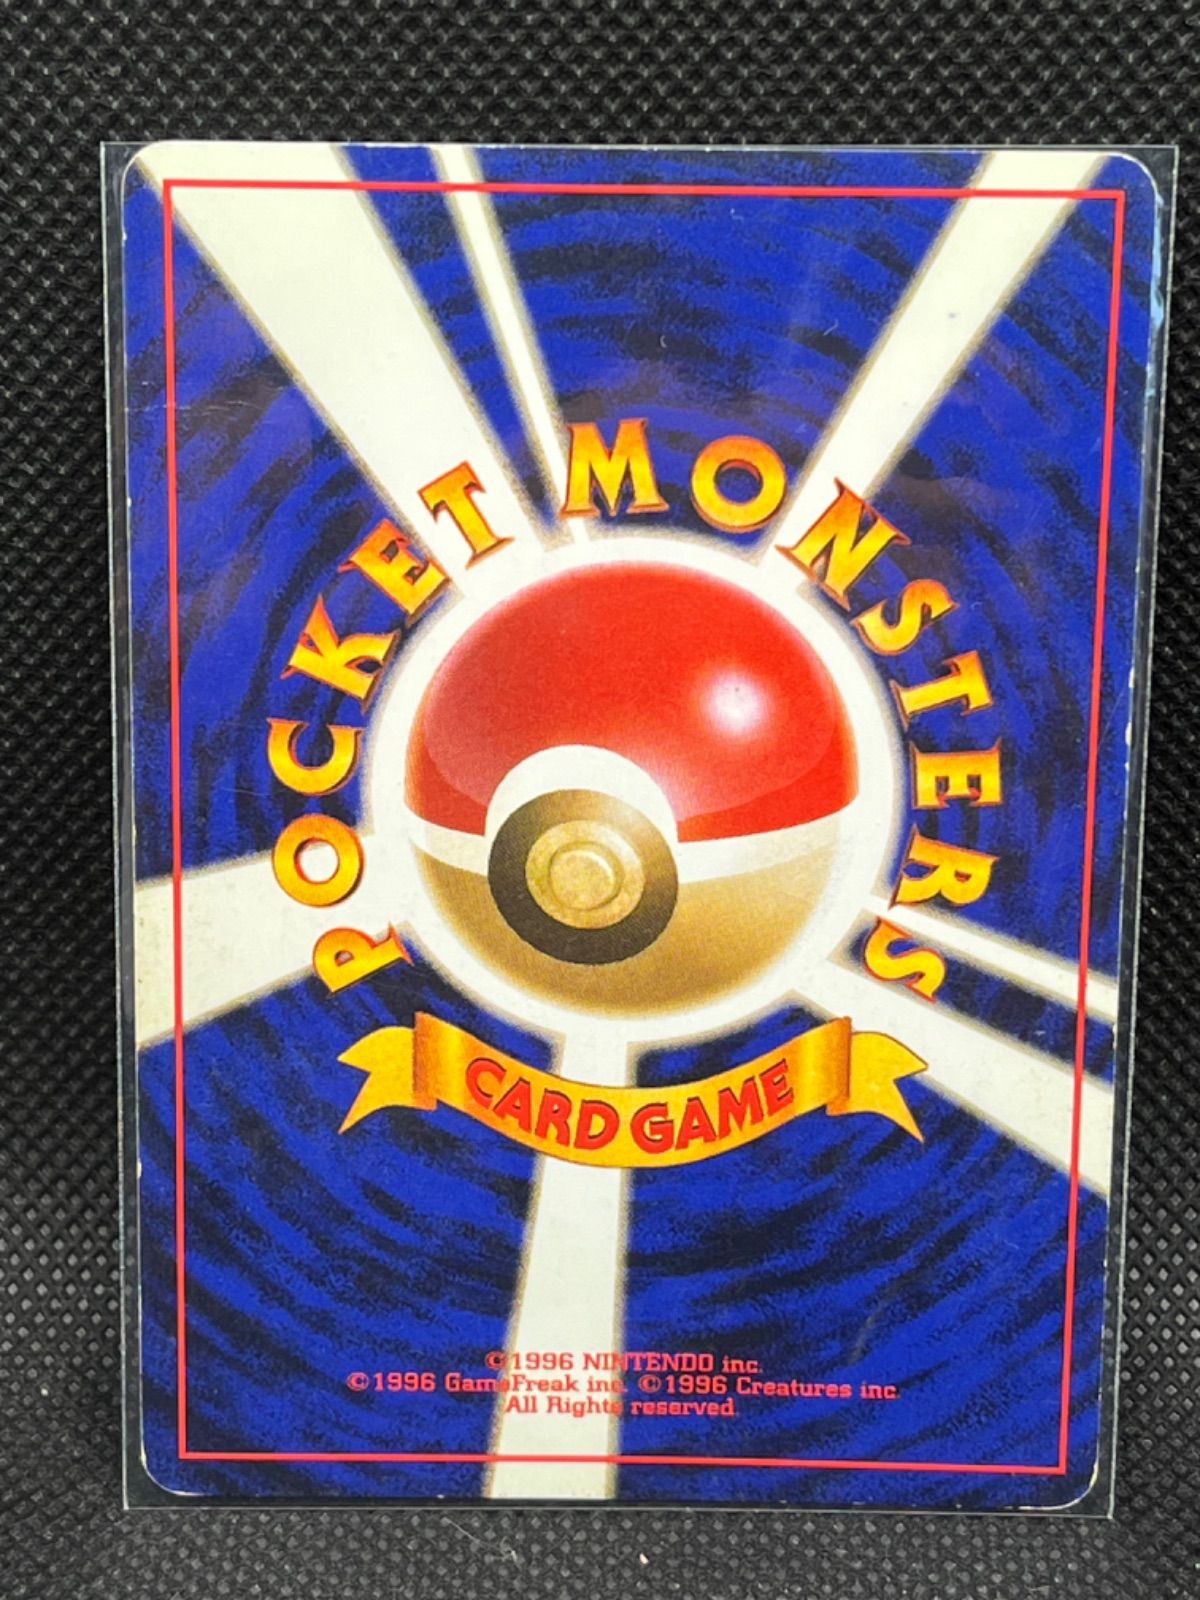 POCKET MONSTERS
CARD GAME
©1996 NINTENDO inc.
©1996 GameFreak inc. ©1996 Creatures inc.
All Rights reserved.